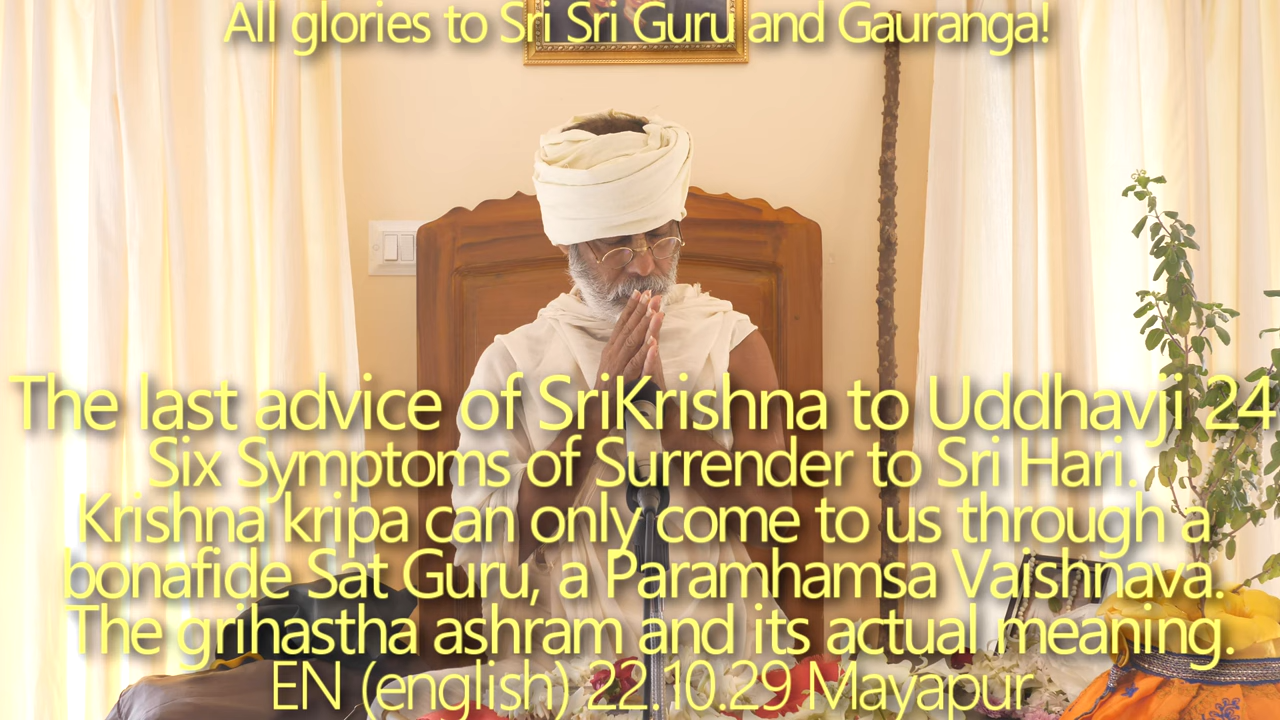 All glories to Sri Sri Guru and Gauranga!
The last advice of SriKrishna to Uddhavji 24
Six Symptoms of Surrender to Sri Hari.
Krishna kripa can only come to us through a
bonafide Sat Guru, a Paramhamsa Vaishnava.
The grihastha ashram and its actual meaning.
EN (english) 22.10.29 Mayapur